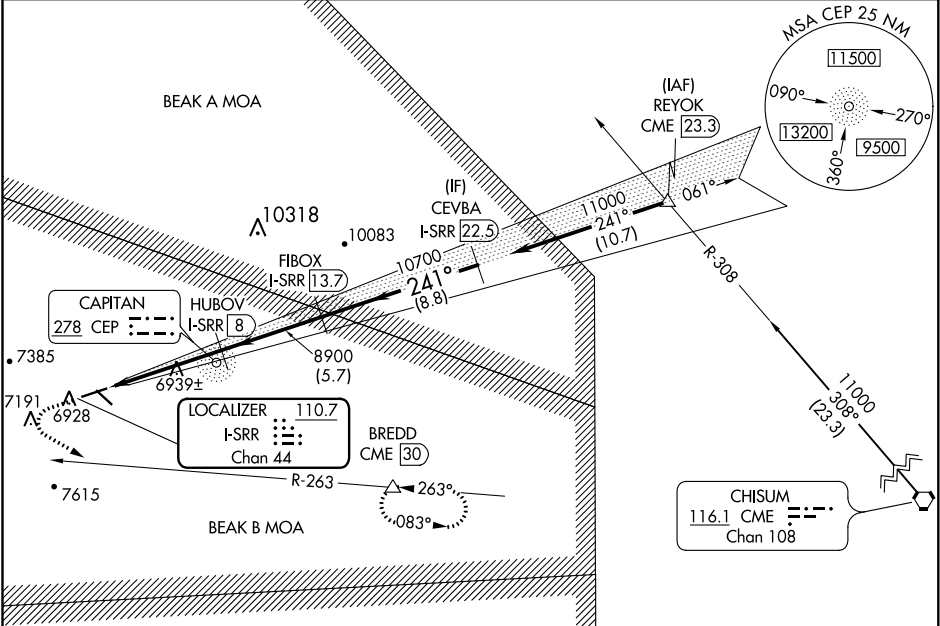 MSA CEP 25 NM
11500
090°
270°
13200
9500
360°
BEAK A MOA
(IAF)
REYOK
CME 23.3
(IF)
CEVBA
I-SRR 22.5
11000
241°
(10.7)
061°
10318
10083
R-308
FIBOX
I-SRR 13.7
10700
241°
(8.8)
CAPITAN
278 CEP
HUBOV
I-SRR 8
7385
8900
(5.7)
6939±
7191
6928
LOCALIZER 110.7
I-SRR
Chan 44
BREDD
CME 30
11000
308°
(23.3)
R-263
263°
083°
7615
BEAK B MOA
CHISUM
116.1 CME
Chan 108